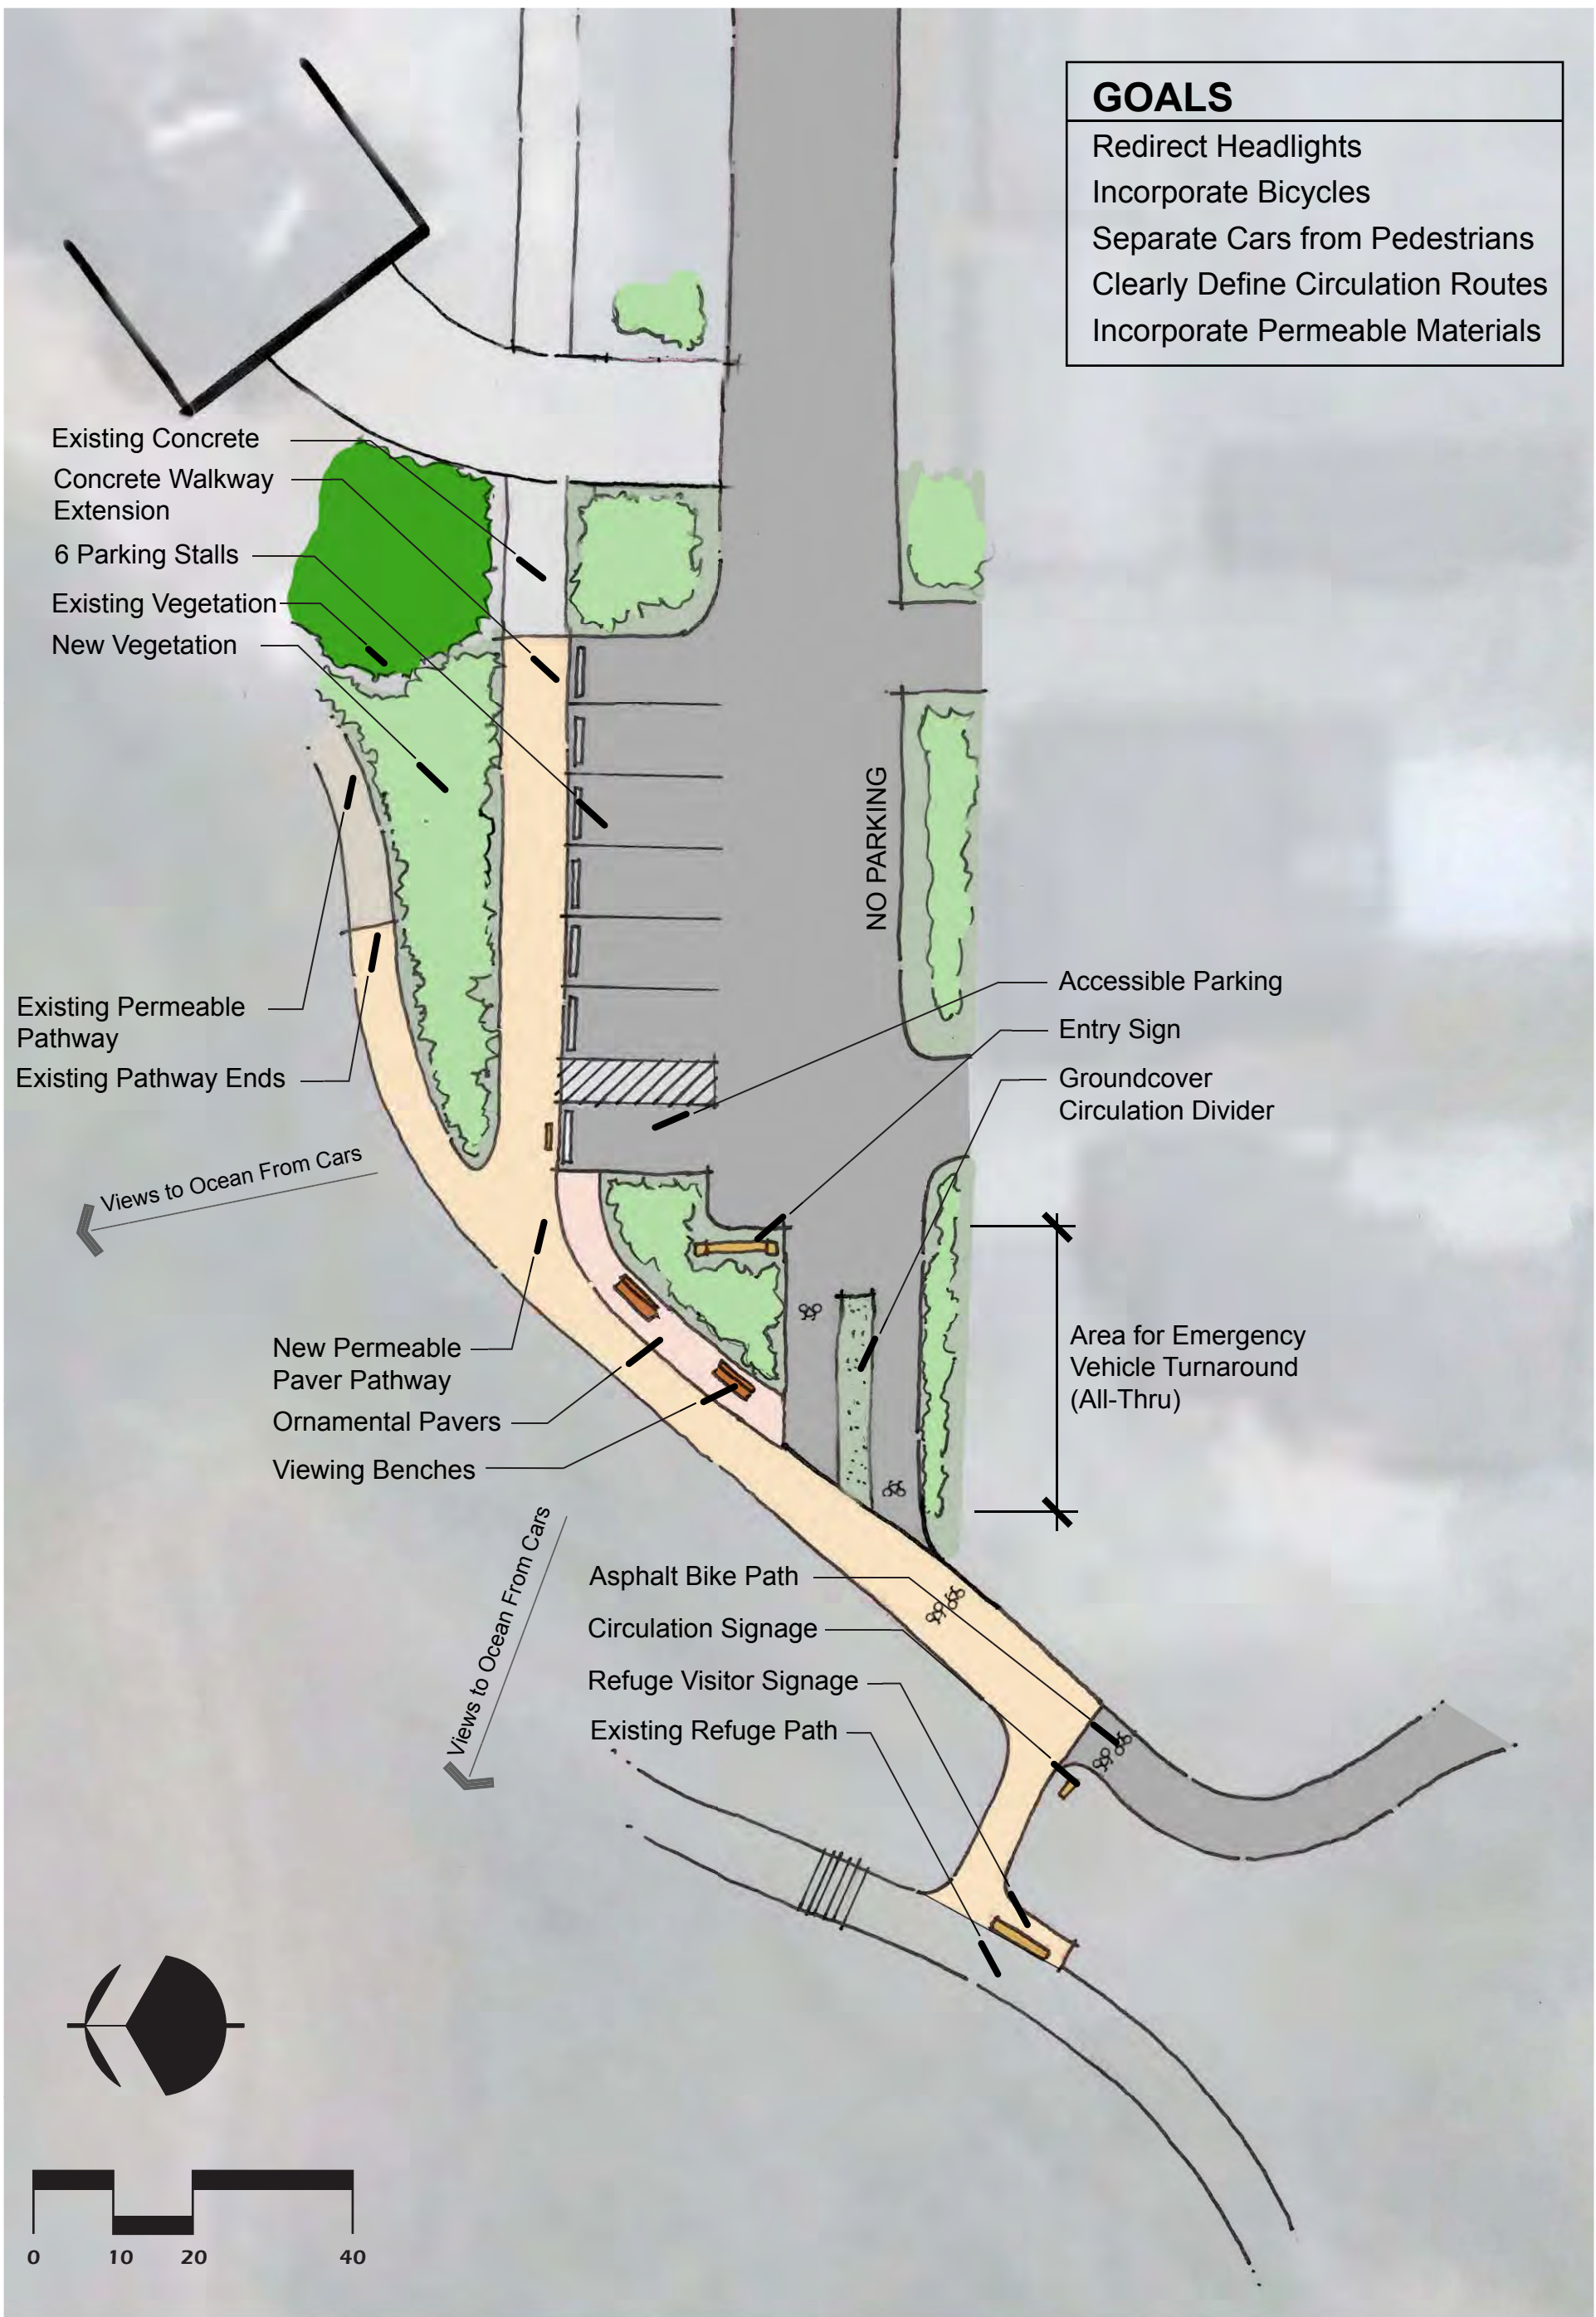 GOALS
Redirect Headlights
Incorporate Bicycles
Separate Cars from Pedestrians
Clearly Define Circulation Routes
Incorporate Permeable Materials
Existing Concrete
Concrete Walkway
Extension
6 Parking Stalls
Existing Vegetation
New Vegetation
NO PARKING
Existing Permeable
Pathway
Existing Pathway Ends
Accessible Parking
Entry Sign
Groundcover
Circulation Divider
Views to Ocean From Cars
New Permeable
Paver Pathway
Ornamental Pavers
Viewing Benches
Area for Emergency
Vehicle Turnaround
(All-Thru)
Views to Ocean From Cars
Asphalt Bike Path
Circulation Signage
Refuge Visitor Signage
Existing Refuge Path
0 10 20 40